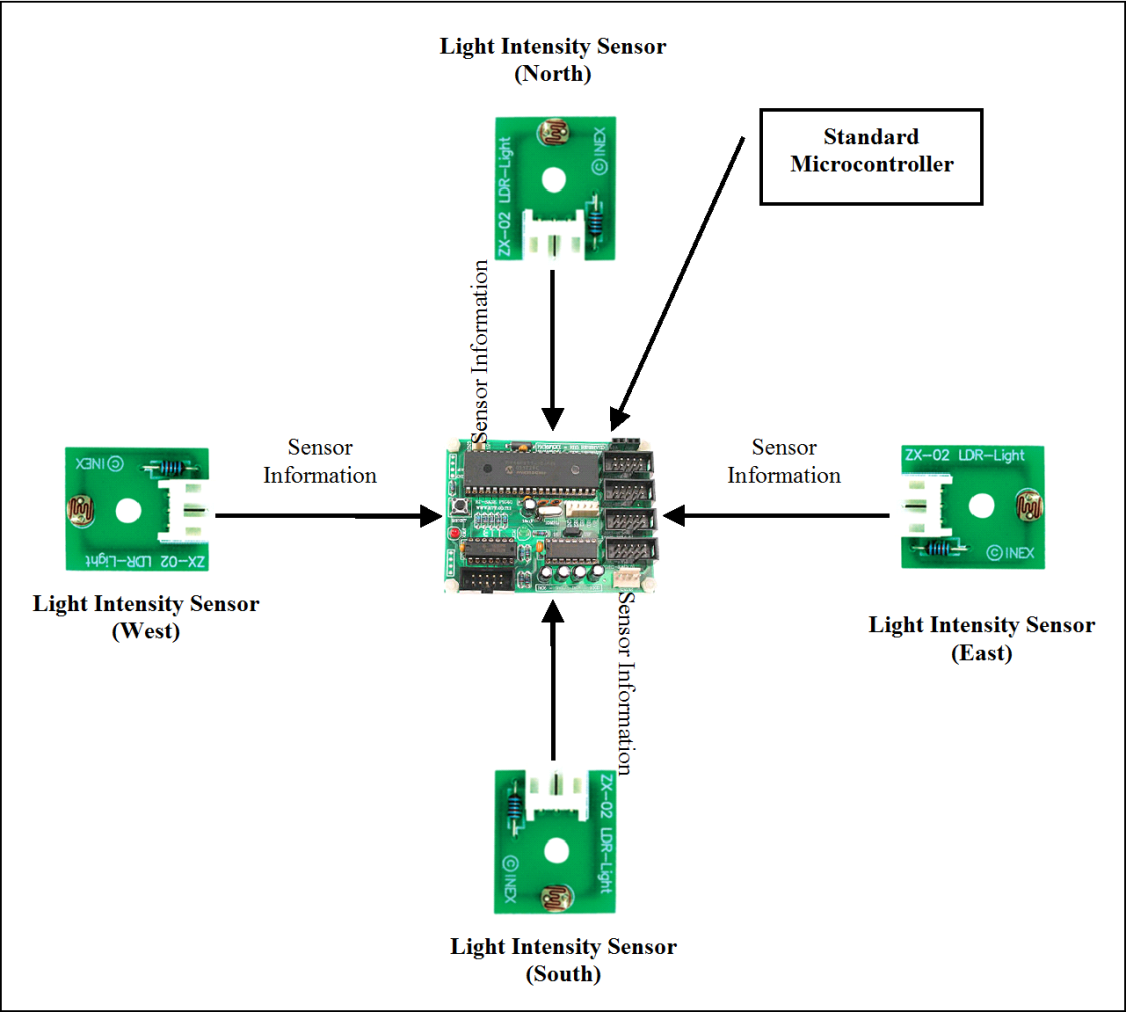 Light Intensity Sensor
(North)
Standard
Microcontroller
ZX-02 LDR-Light
©INEX
Sensor Information
Sensor
Information
Sensor
Information
©INEX
ZX-02 LDR-Light
ZX-02 LDR-Light
©INEX
Light Intensity Sensor
(West)
Light Intensity Sensor
(East)
Sensor Information
ZX-02 LDR-Light
©INEX
Light Intensity Sensor
(South)